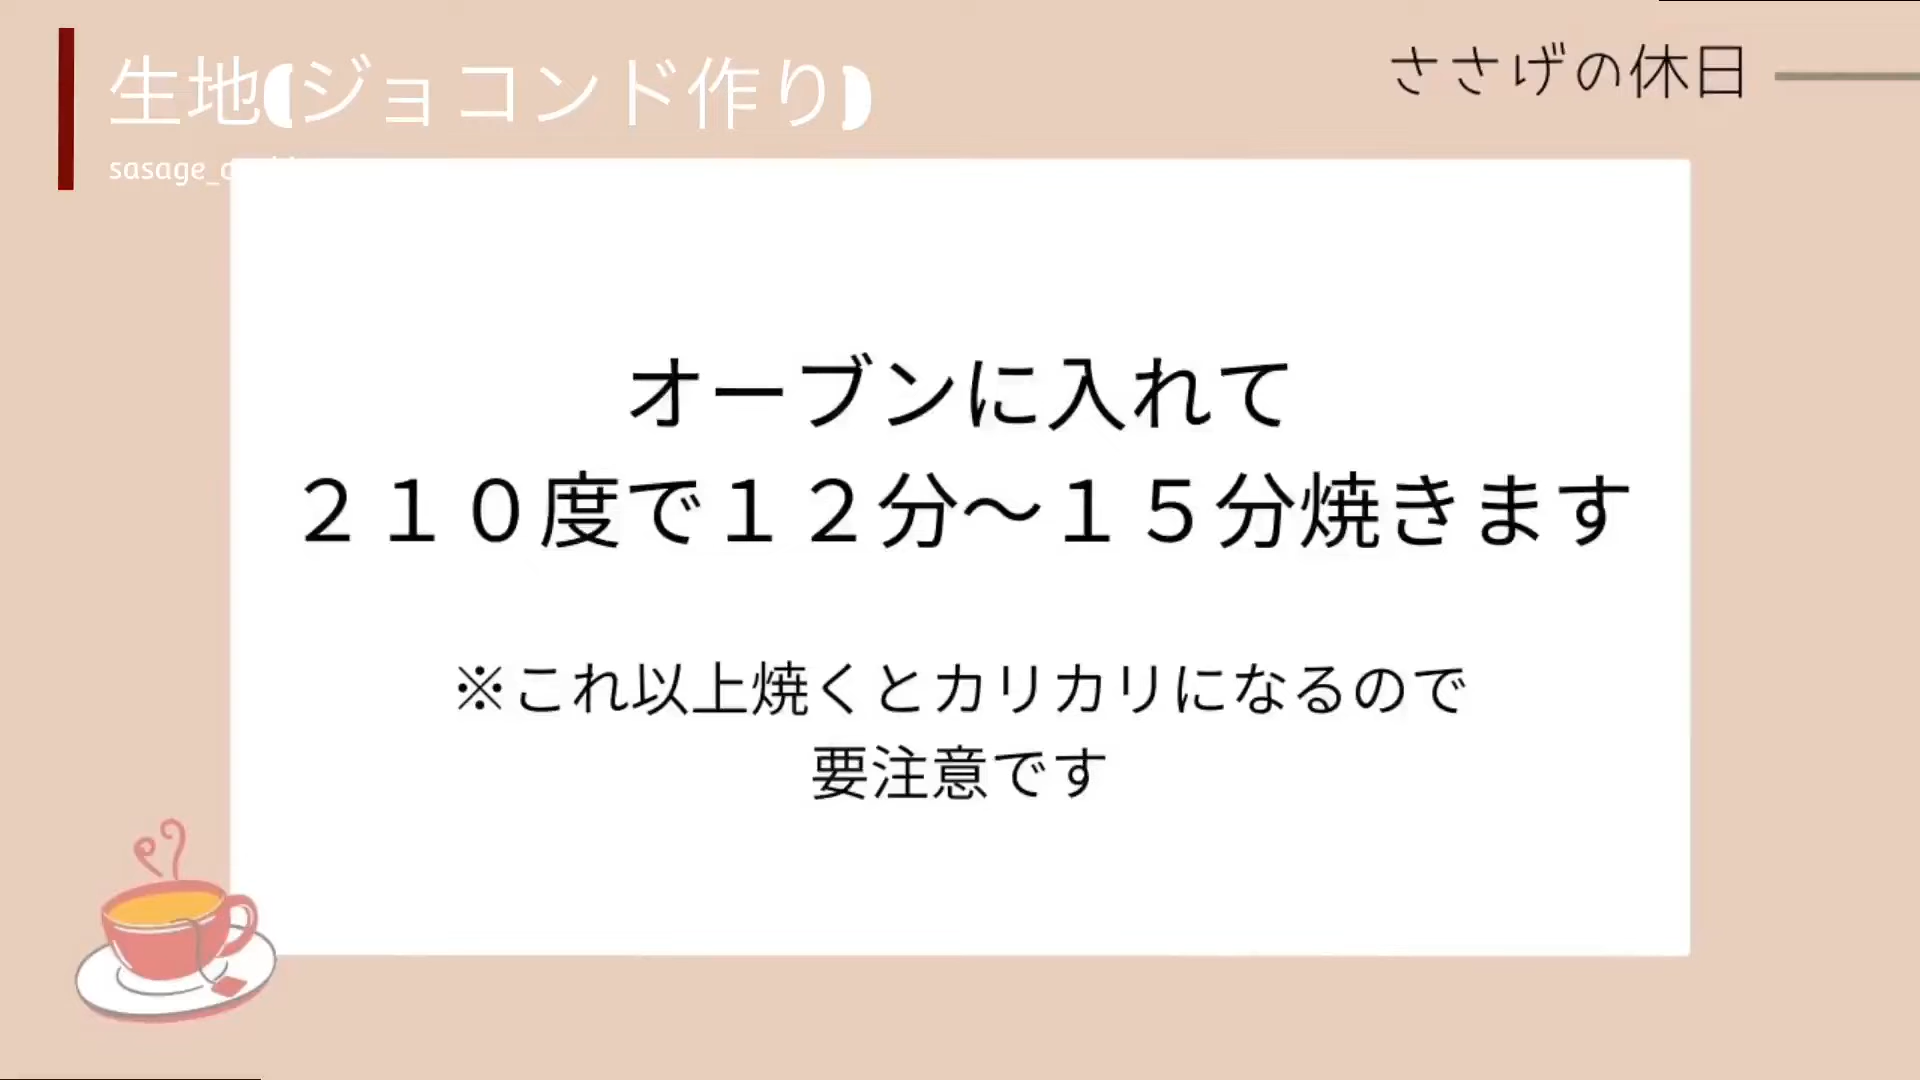 生地(ジョコンド作り)
ささげの休日
オーブンに入れて
２１０度で１２分～１５分焼きます
※これ以上焼くとカリカリになるので
要注意です